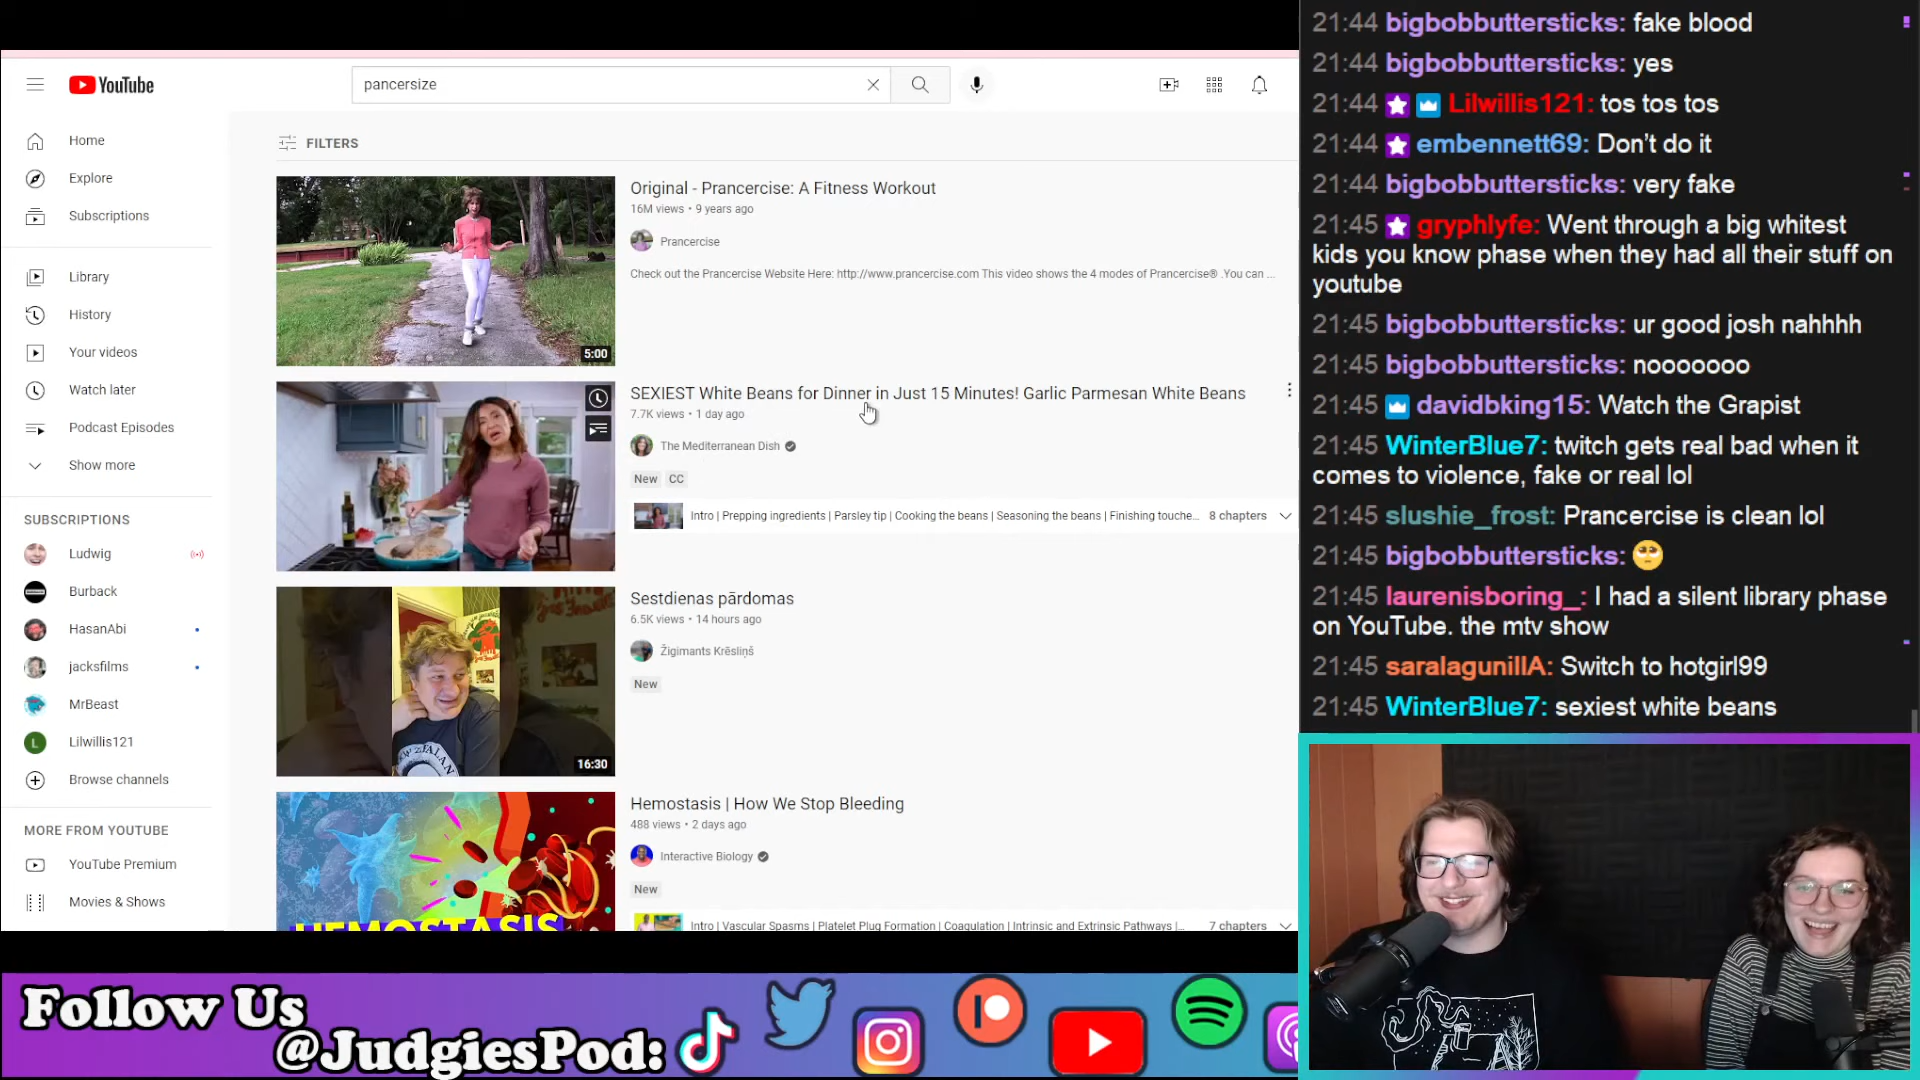 YouTube
pancersize
Home
Explore
Subscriptions
Library
History
Your videos
Watch later
Podcast Episodes
Show more
SUBSCRIPTIONS
Ludwig
Burback
HasanAbi
jacksfilms
MrBeast
L Lilwillis121
Browse channels
MORE FROM YOUTUBE
YouTube Premium
Movies & Shows
FILTERS
5:00
Original - Prancercise: A Fitness Workout
16M views • 9 years ago
Prancercise
Check out the Prancercise Website Here: http://www.prancercise.com This video shows the 4 modes of Prancercise® .You can ...
SEXIEST White Beans for Dinner in Just 15 Minutes! Garlic Parmesan White Beans
7.7K views • 1 day ago
The Mediterranean Dish
New CC
Intro | Prepping ingredients | Parsley tip | Cooking the beans | Seasoning the beans | Finishing touche... 8 chapters
16:30
Sestdienas pārdomas
6.5K views • 14 hours ago
Žigimants Krēsliņš
New
HEMOSTASIS
Hemostasis | How We Stop Bleeding
488 views • 2 days ago
Interactive Biology
New
Intro | Vascular Spasms | Platelet Plug Formation | Coagulation | Intrinsic and Extrinsic Pathways |... 7 chapters
21:44 bigbobbuttersticks: fake blood
21:44 bigbobbuttersticks: yes
21:44 Lilwillis121: tos tos tos
21:44 embennett69: Don’t do it
21:44 bigbobbuttersticks: very fake
21:45 gryphlyfe: Went through a big whitest
kids you know phase when they had all their stuff on
youtube
21:45 bigbobbuttersticks: ur good josh nahhhh
21:45 bigbobbuttersticks: nooooooo
21:45 davidbking15: Watch the Grapist
21:45 WinterBlue7: twitch gets real bad when it
comes to violence, fake or real lol
21:45 slushie_frost: Prancercise is clean lol
21:45 bigbobbuttersticks: 🥺
21:45 laurenisboring_: I had a silent library phase
on YouTube. the mtv show
21:45 saralagunillA: Switch to hotgirl99
21:45 WinterBlue7: sexiest white beans
Follow Us
@JudgiesPod: